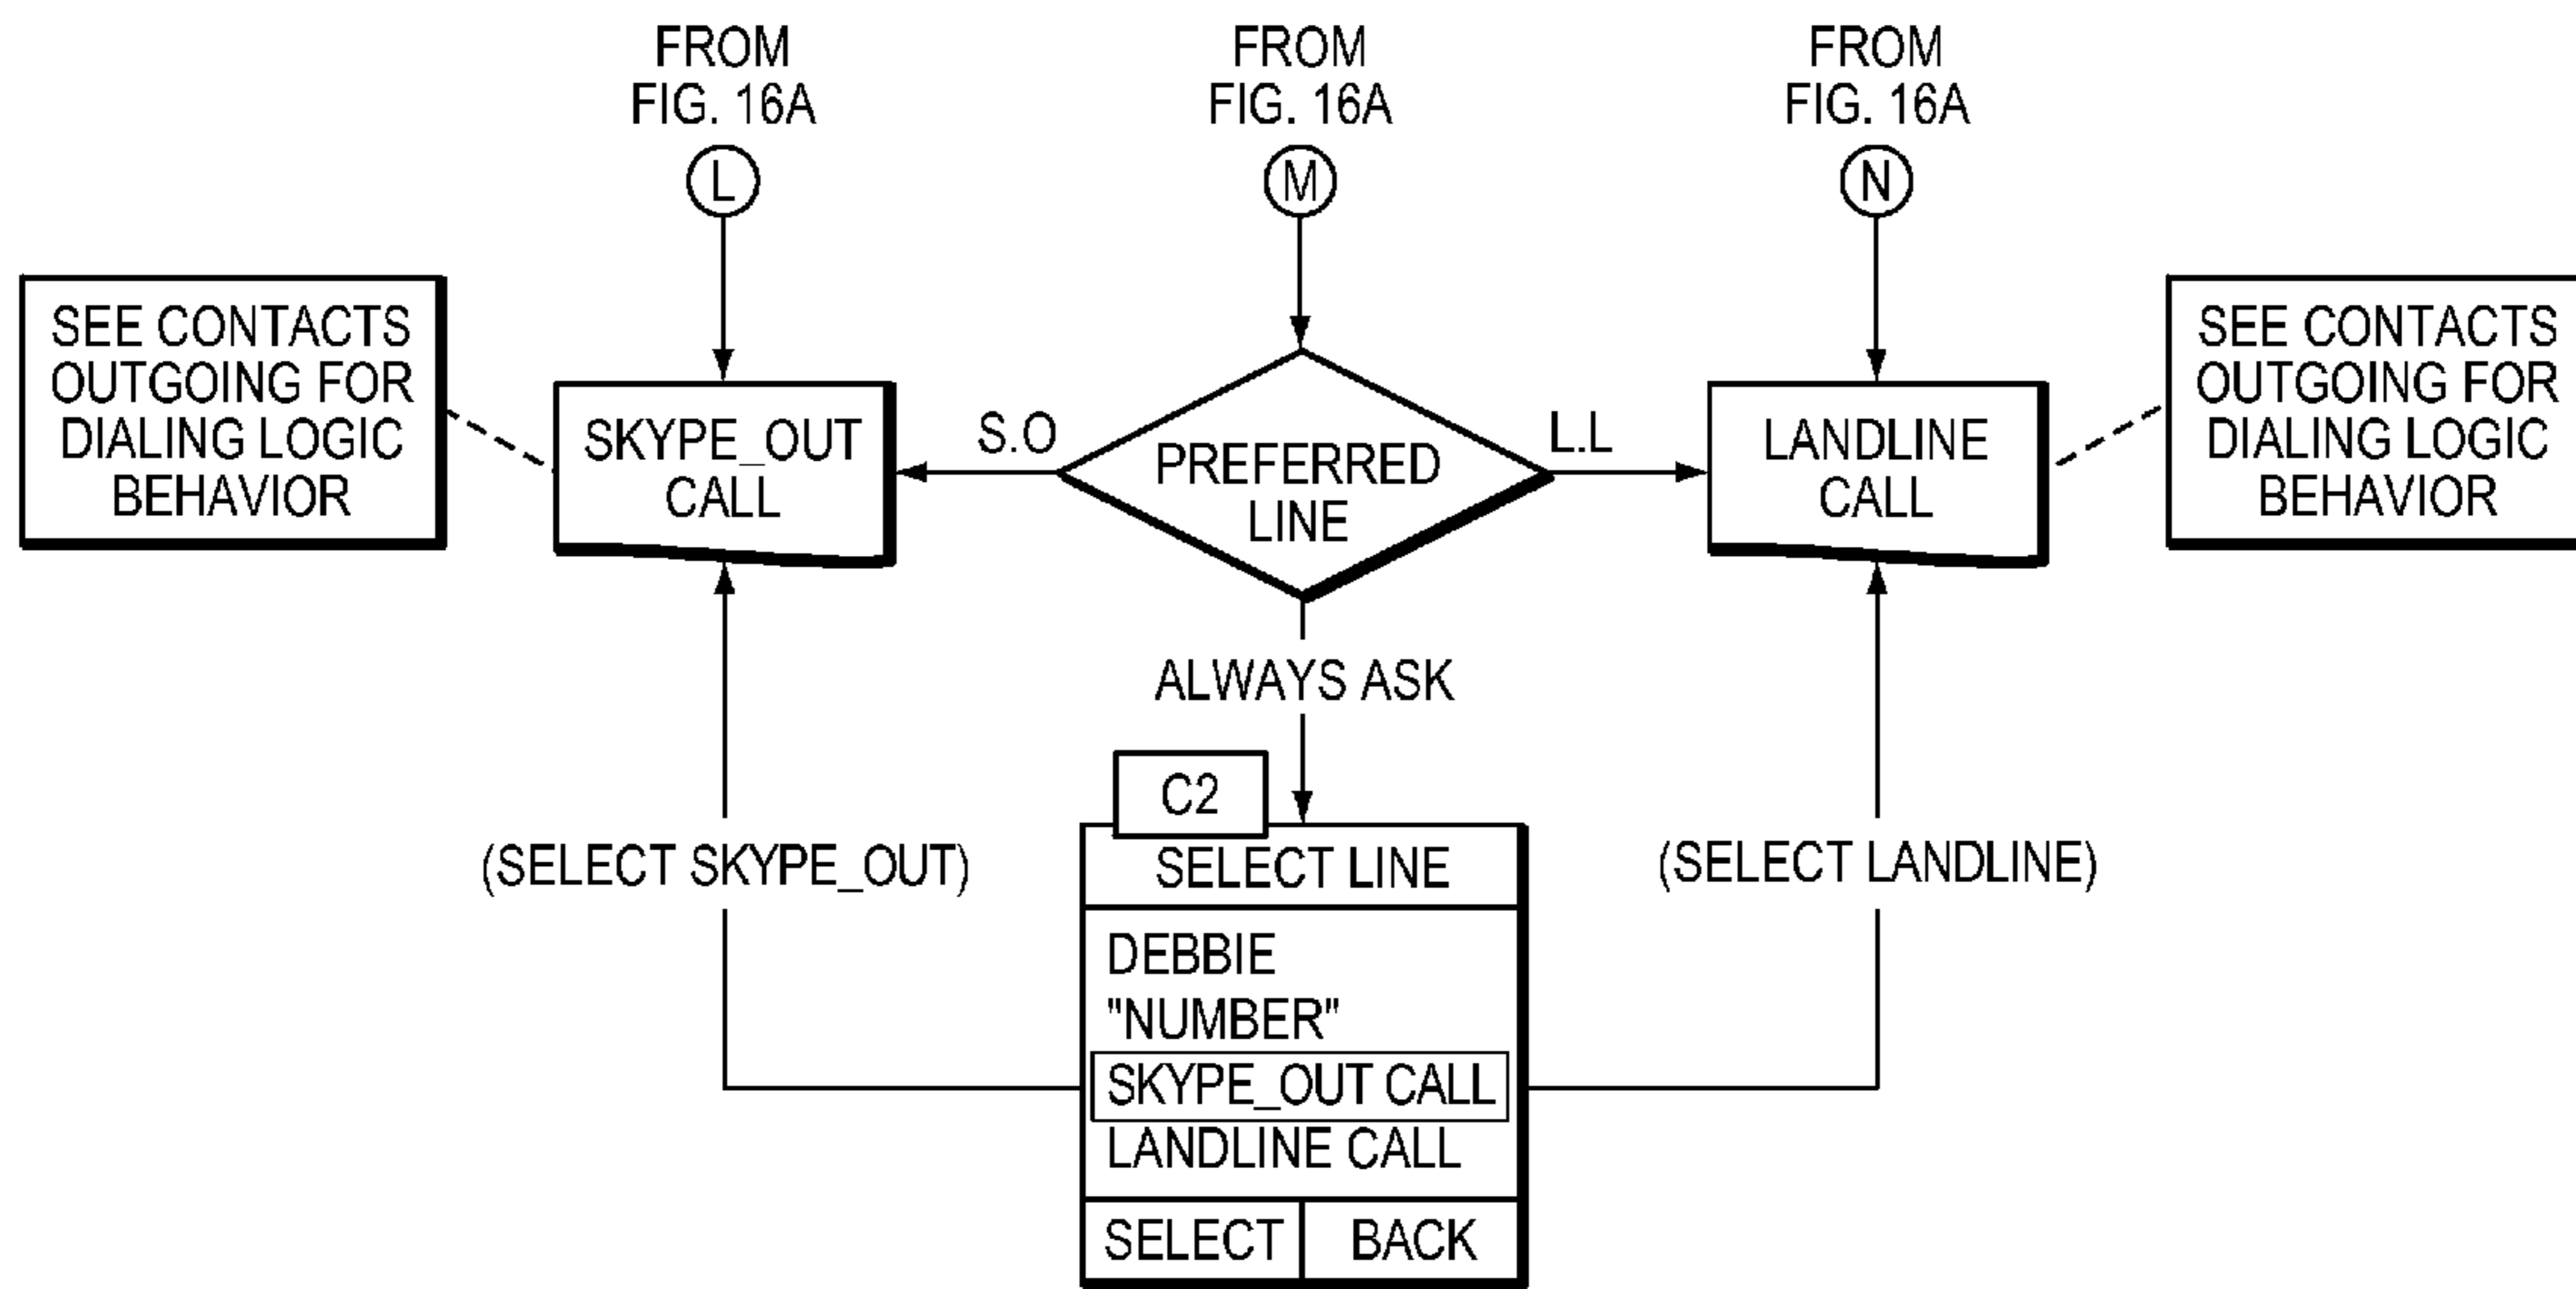 FROM
FIG. 16A
L
FROM
FIG. 16A
M
FROM
FIG. 16A
N
SEE CONTACTS
OUTGOING FOR
DIALING LOGIC
BEHAVIOR
SKYPE_OUT
CALL
S.O
PREFERRED
LINE
L.L
LANDLINE
CALL
SEE CONTACTS
OUTGOING FOR
DIALING LOGIC
BEHAVIOR
ALWAYS ASK
(SELECT SKYPE_OUT)
C2
SELECT LINE
(SELECT LANDLINE)
DEBBIE
"NUMBER"
SKYPE_OUT CALL
LANDLINE CALL
SELECT
BACK